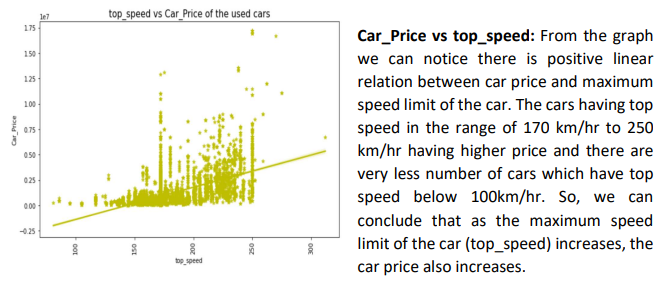 top_speed vs Car_Price of the used cars
1e7
1.75
1.50
1.25
1.00
0.75
0.50
0.25
0.00
−0.25
Car_Price
100
150
200
250
300
top_speed
Car_Price vs top_speed: From the graph
we can notice there is positive linear
relation between car price and maximum
speed limit of the car. The cars having top
speed in the range of 170 km/hr to 250
km/hr having higher price and there are
very less number of cars which have top
speed below 100km/hr. So, we can
conclude that as the maximum speed
limit of the car (top_speed) increases, the
car price also increases.